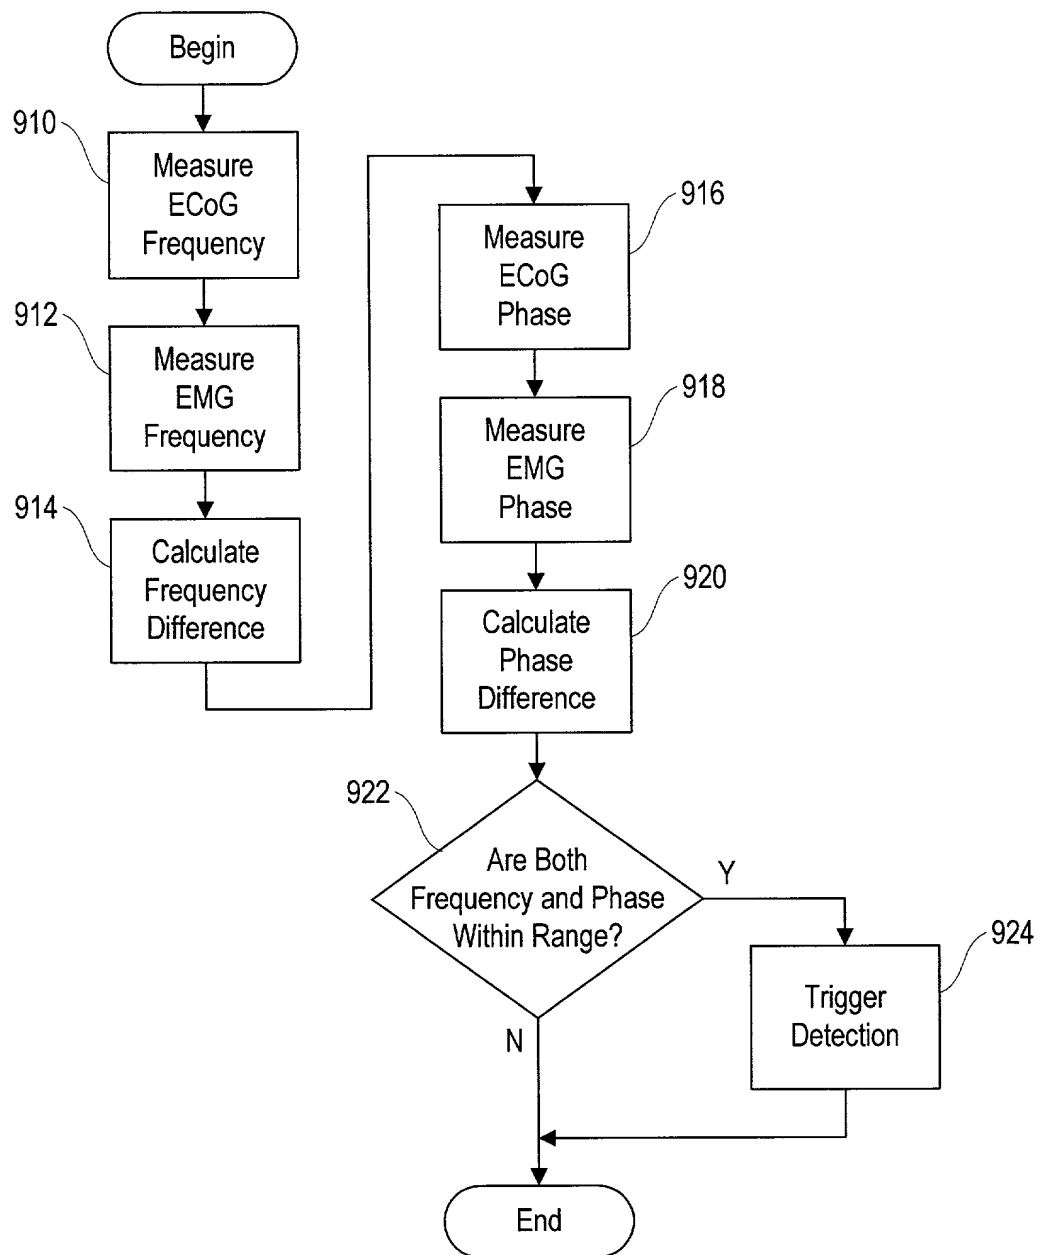 Begin
910
Measure
ECoG
Frequency
912
Measure
EMG
Frequency
914
Calculate
Frequency
Difference
916
Measure
ECoG
Phase
918
Measure
EMG
Phase
920
Calculate
Phase
Difference
922
Are Both
Frequency and Phase
Within Range?
Y
N
924
Trigger
Detection
End